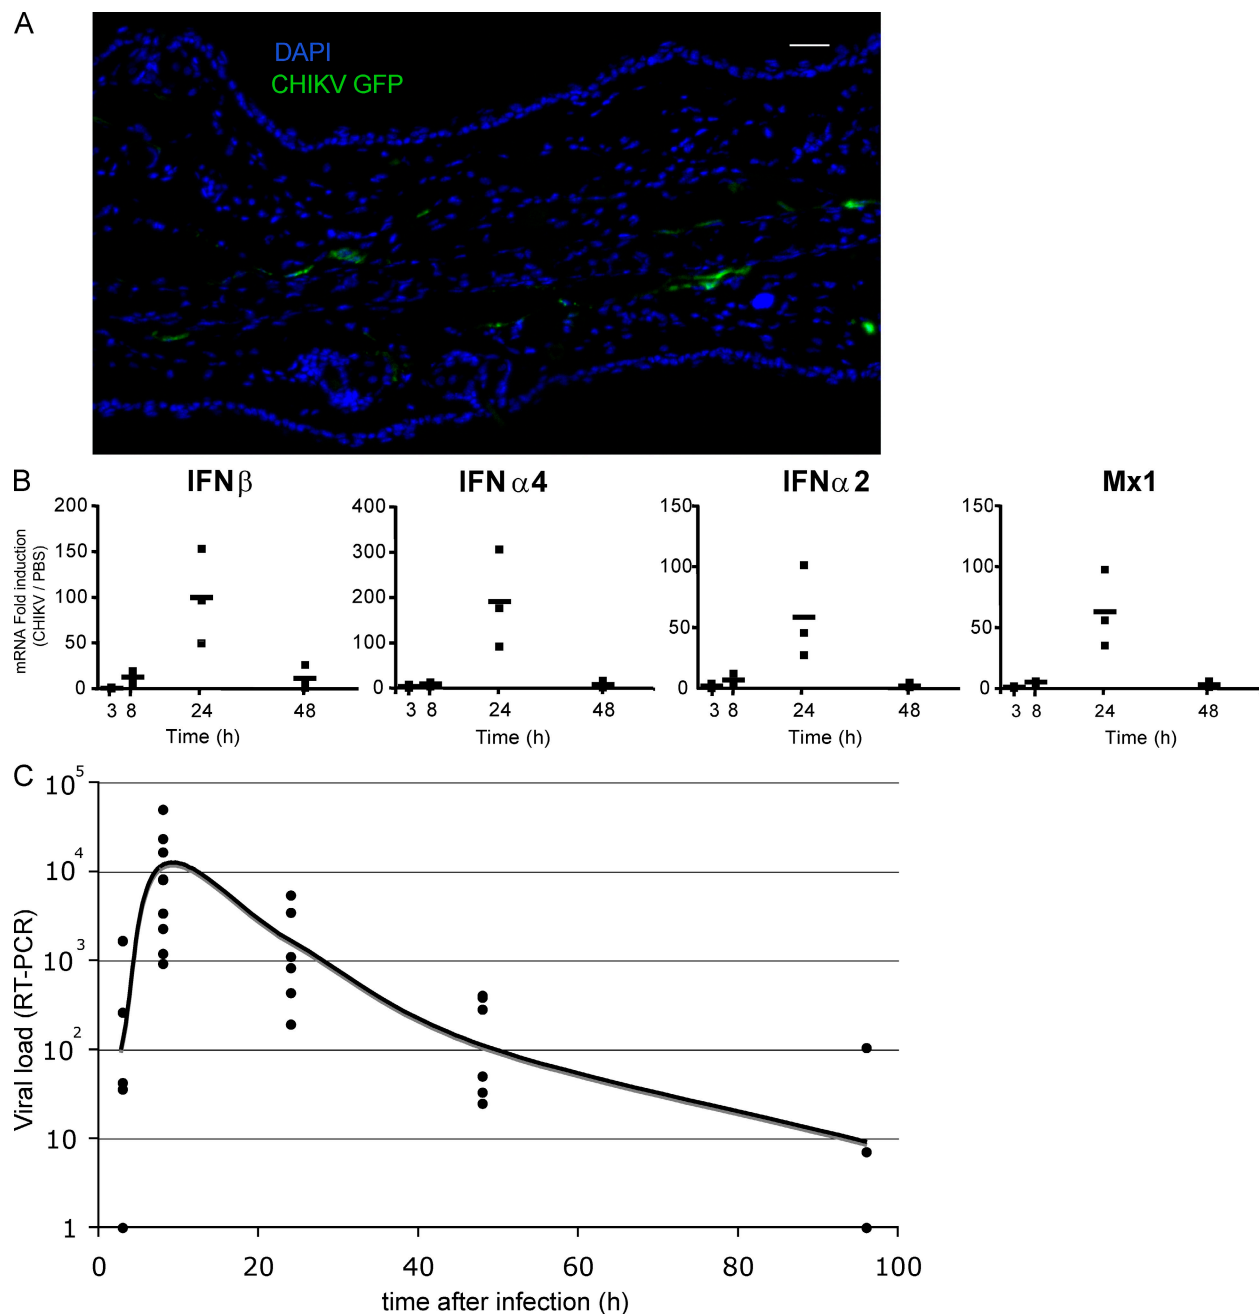 A
DAPI
CHIKV GFP
B
IFNβ
IFN α4
IFNα2
Mx1
mRNA Fold induction
(CHIKV / PBS)
200
150
100
50
0
3 8 24 48
Time (h)
400
300
200
100
0
3 8 24 48
Time (h)
150
100
50
0
3 8 24 48
Time (h)
150
100
50
0
3 8 24 48
Time (h)
C
Viral load (RT-PCR)
10^5
10^4
10^3
10^2
10
1
0 20 40 60 80 100
time after infection (h)